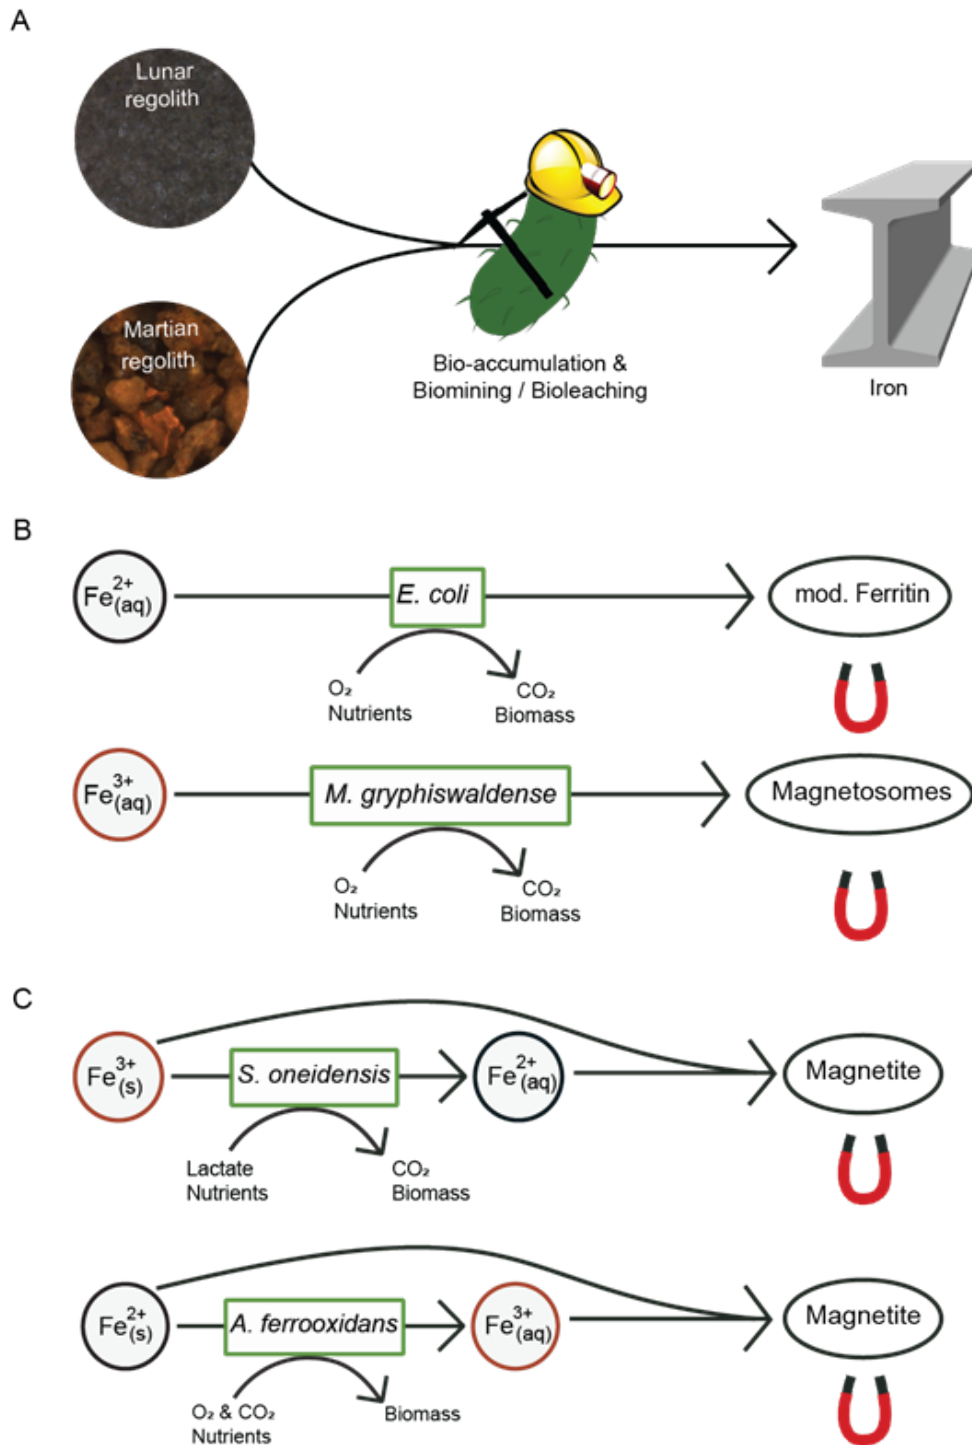 A
Lunar
regolith
Martian
regolith
Bio-accumulation &
Biomining / Bioleaching
Iron
B
Fe2+(aq)
E. coli
mod. Ferritin
O₂
Nutrients
CO₂
Biomass
Fe3+(aq)
M. gryphiswaldense
Magnetosomes
O₂
Nutrients
CO₂
Biomass
C
Fe3+(s)
S. oneidensis
Fe2+(aq)
Magnetite
Lactate
Nutrients
CO₂
Biomass
Fe2+(s)
A. ferrooxidans
Fe3+(aq)
Magnetite
O₂ & CO₂
Nutrients
Biomass